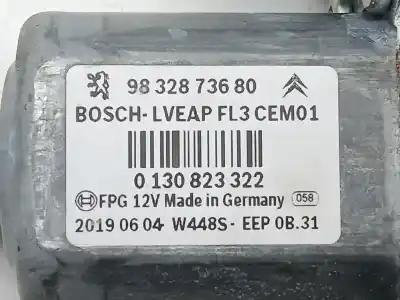 98 328 736 80
BOSCH- LVEAP FL3 CEM01
0 130 823 322
FPG 12V Made in Germany 058
2019 06 04 W448S- EEP 0B.31